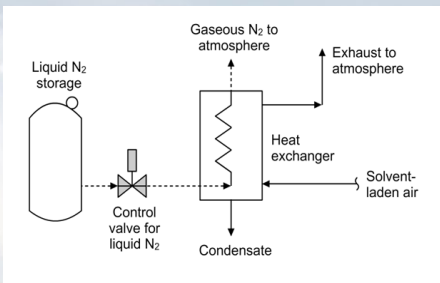 Gaseous N₂ to
atmosphere
Exhaust to
atmosphere
Liquid N₂
storage
Heat
exchanger
Solvent-
laden air
Control
valve for
liquid N₂
Condensate